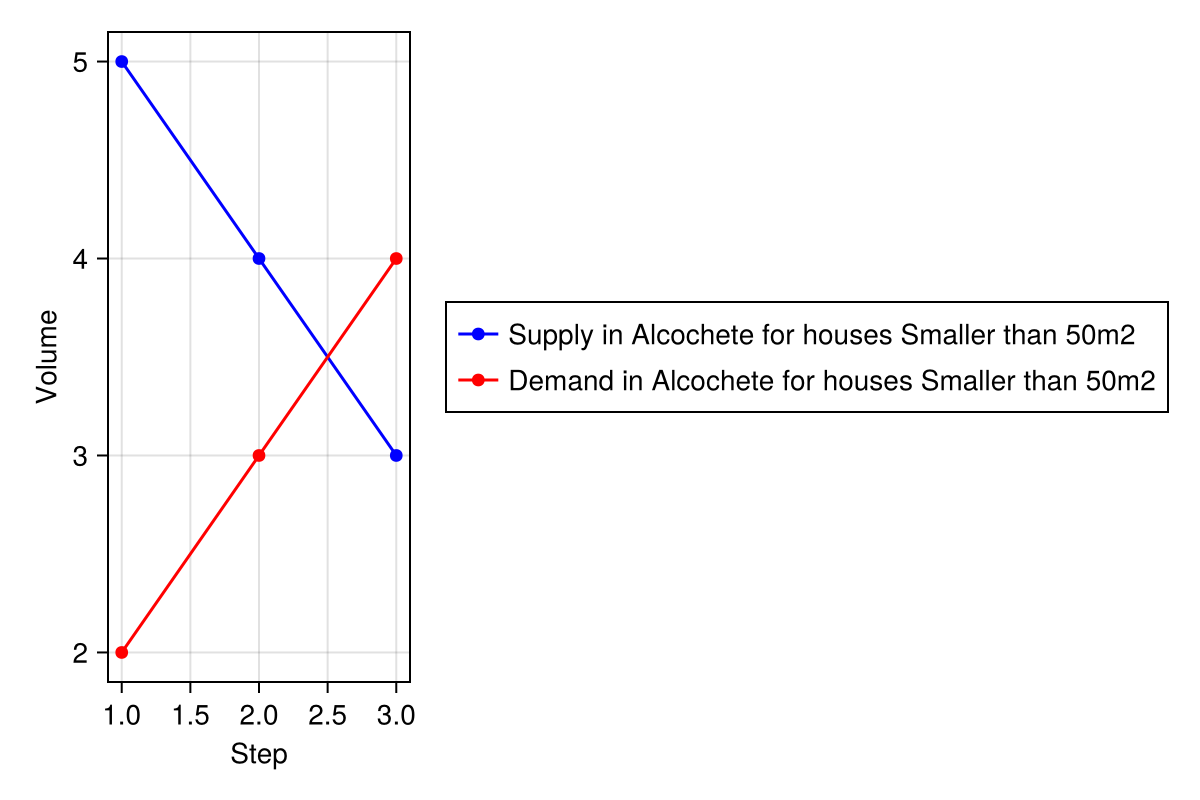 5
4
3
2
Volume
1.0 1.5 2.0 2.5 3.0
Step
Supply in Alcochete for houses Smaller than 50m2
Demand in Alcochete for houses Smaller than 50m2